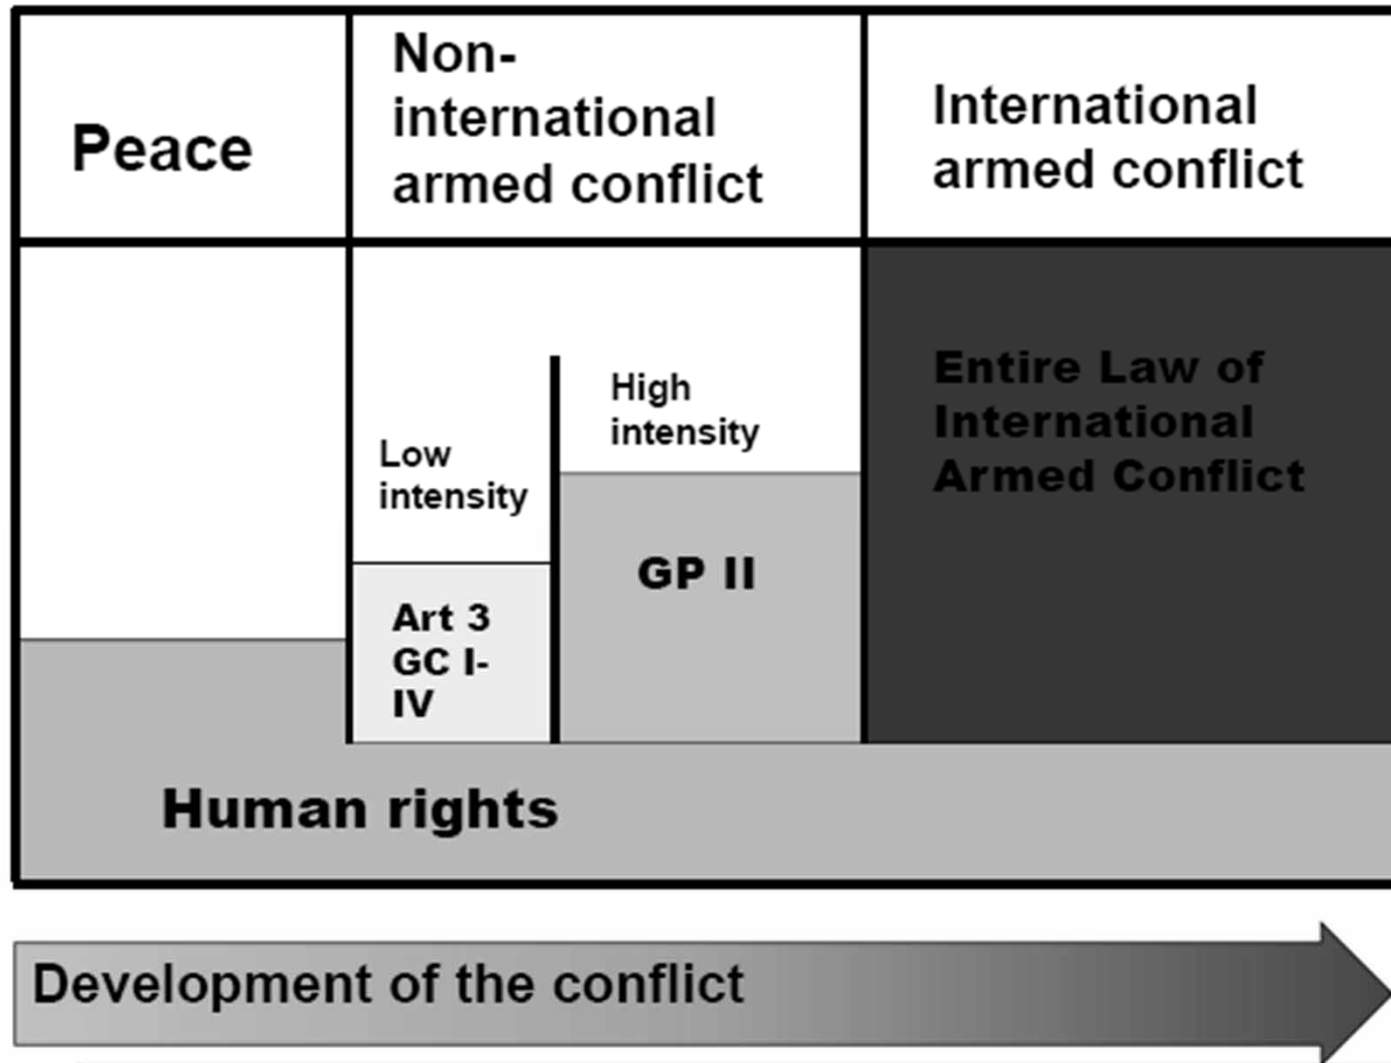 Peace
Non-
international
armed conflict
International
armed conflict
Low
intensity
High
intensity
Art 3
GC I-
IV
GP II
Entire Law of
International
Armed Conflict
Human rights
Development of the conflict